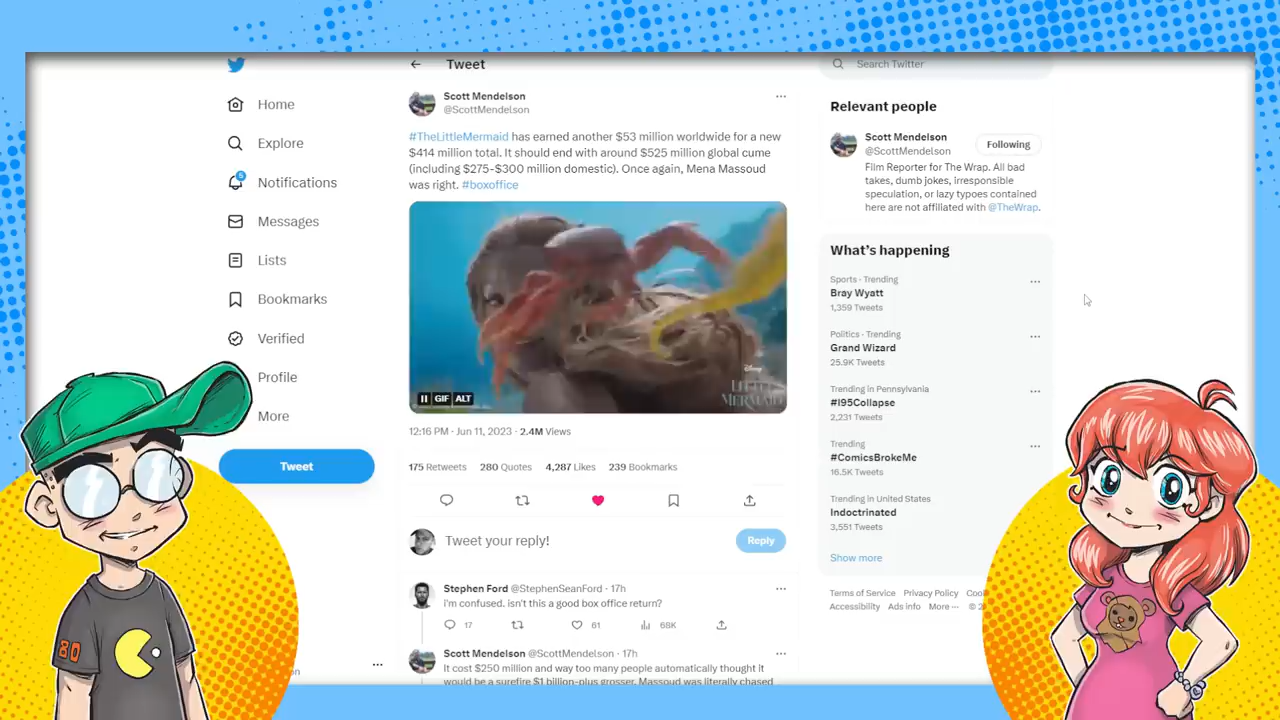 Home
Explore
5
Notifications
Messages
Lists
Bookmarks
Verified
Profile
More
Tweet
Tweet
Scott Mendelson
@ScottMendelson
#TheLittleMermaid has earned another $53 million worldwide for a new
$414 million total. It should end with around $525 million global cume
(including $275-$300 million domestic). Once again, Mena Massoud
was right. #boxoffice
GIF ALT
Disney
LITTLE
MERMAID
12:16 PM · Jun 11, 2023 · 2.4M Views
175 Retweets 280 Quotes 4,287 Likes 239 Bookmarks
Tweet your reply!
Reply
Stephen Ford @StephenSeanFord · 17h
i'm confused. isn't this a good box office return?
17 61 68K
Scott Mendelson @ScottMendelson · 17h
It cost $250 million and way too many people automatically thought it
would be a surefire $1 billion-plus grosser. Massoud was literally chased
Search Twitter
Relevant people
Scott Mendelson
@ScottMendelson
Following
Film Reporter for The Wrap. All bad
takes, dumb jokes, irresponsible
speculation, or lazy typoes contained
here are not affiliated with @TheWrap.
What's happening
Sports · Trending
Bray Wyatt
1,359 Tweets
Politics · Trending
Grand Wizard
25.9K Tweets
Trending in Pennsylvania
#I95Collapse
2,231 Tweets
Trending
#ComicsBrokeMe
16.5K Tweets
Trending in United States
Indoctrinated
3,551 Tweets
Show more
Terms of Service Privacy Policy
Accessibility Ads info More ···
80